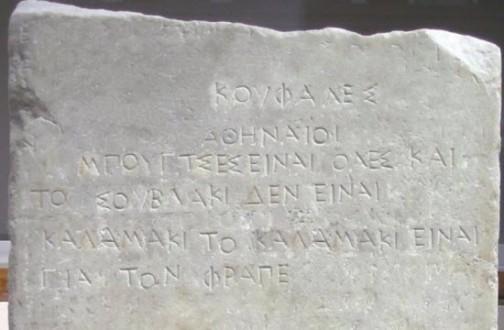 ΚΟΥΦΑΛΕΣ
ΑΘΗΝΑΙΟΙ
ΜΠΟΥΓΤΣΕΣ ΕΙΝΑΙ ΟΛΕΣ ΚΑΙ
ΤΟ ΣΟΥΒΛΑΚΙ ΔΕΝ ΕΙΝΑΙ
ΚΑΛΑΜΑΚΙ ΤΟ ΚΑΛΑΜΑΚΙ ΕΙΝΑΙ
ΓΙΑ ΤΟΝ ΦΡΑΠΕ